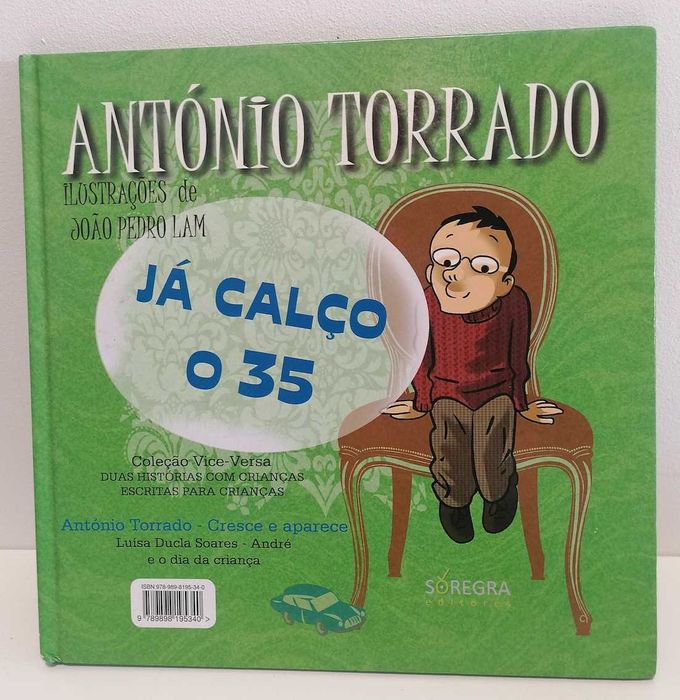 ANTÓNIO TORRADO
ILUSTRAÇÕES de
JOÃO PEDRO LAM
JÁ CALÇO
O 35
Coleção Vice-Versa
DUAS HISTÓRIAS COM CRIANÇAS
ESCRITAS PARA CRIANÇAS
António Torrado - Cresce e aparece
Luísa Ducla Soares - André
e o dia da criança
ISBN 978-989-8195-34-0
9 789898 195340 >
SÓREGRA
editores